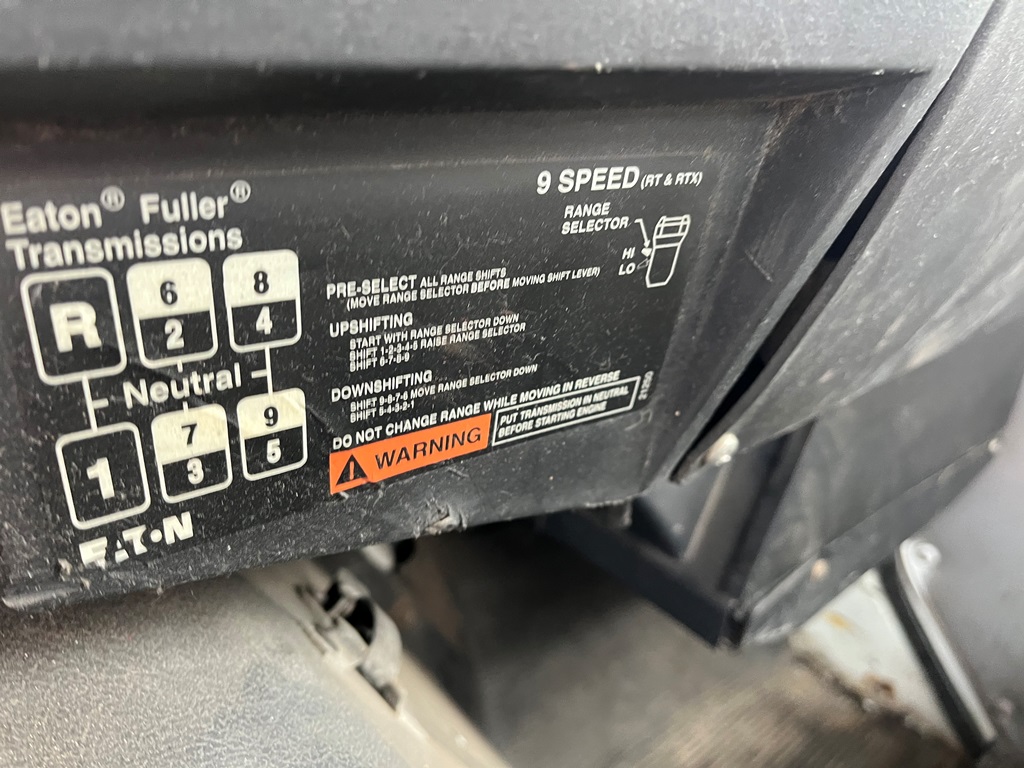 Eaton® Fuller®
Transmissions
R
6
2
8
4
Neutral
1
7
3
9
5
EATON
9 SPEED (RT & RTX)
RANGE
SELECTOR
HI
LO
PRE-SELECT ALL RANGE SHIFTS
(MOVE RANGE SELECTOR BEFORE MOVING SHIFT LEVER)
UPSHIFTING
START WITH RANGE SELECTOR DOWN
SHIFT 1-2-3-4-5 RAISE RANGE SELECTOR
SHIFT 6-7-8-9
DOWNSHIFTING
SHIFT 9-8-7-6 MOVE RANGE SELECTOR DOWN
SHIFT 5-4-3-2-1
DO NOT CHANGE RANGE WHILE MOVING IN REVERSE
WARNING
PUT TRANSMISSION IN NEUTRAL
BEFORE STARTING ENGINE